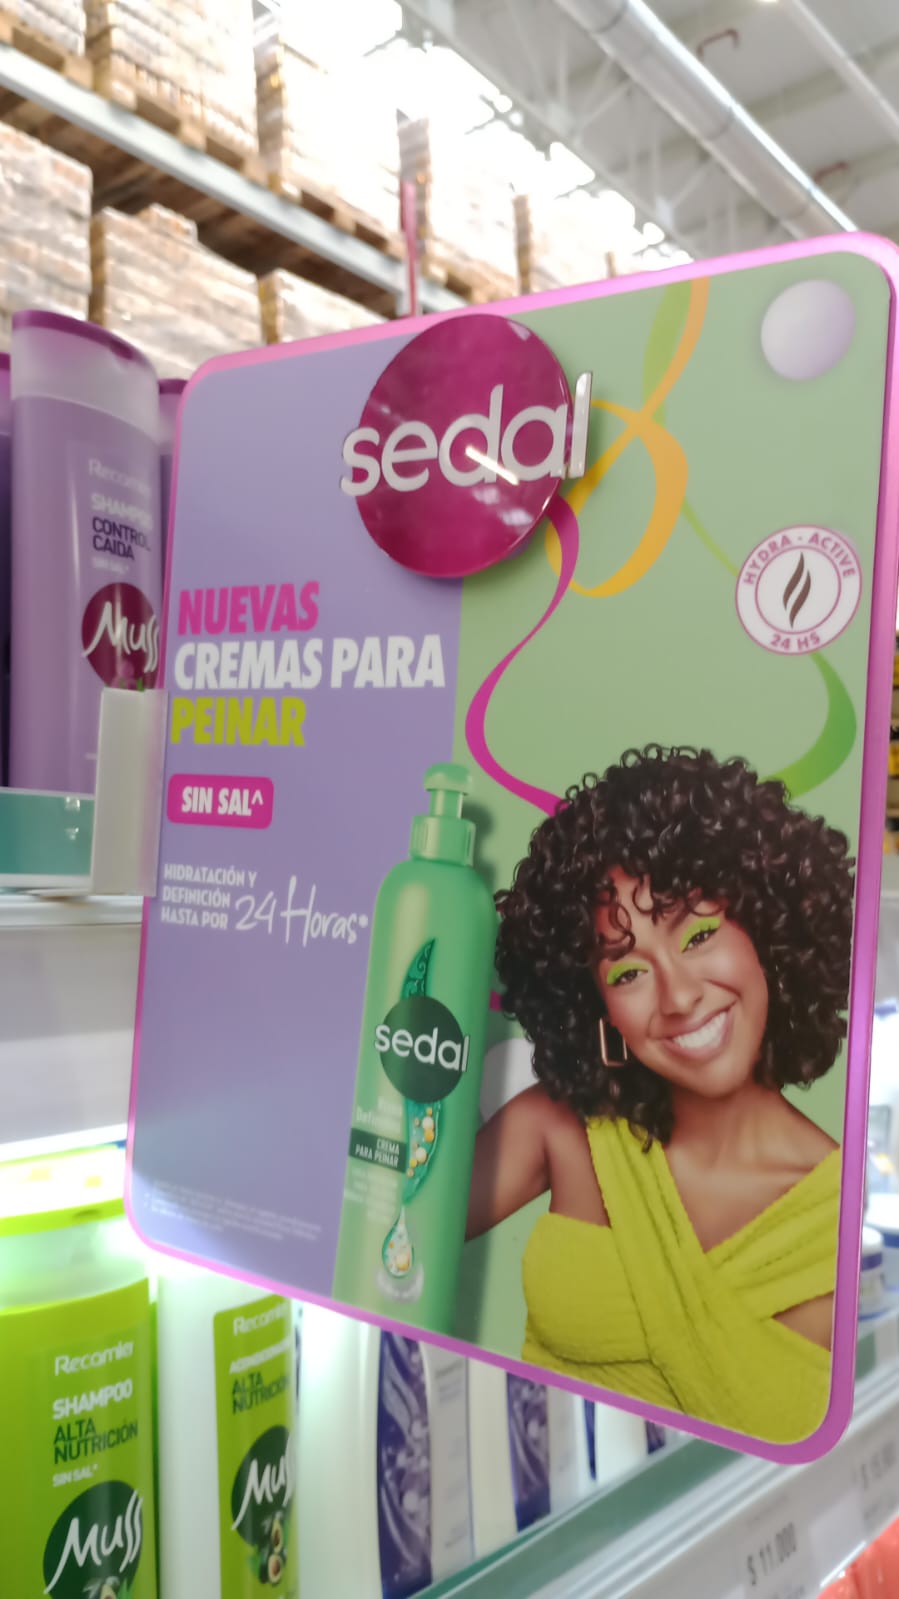 sedal
HYDRA - ACTIVE
24 HS
NUEVAS
CREMAS PARA
PEINAR
SIN SAL^
HIDRATACIÓN Y
DEFINICIÓN
HASTA POR 24 Horas*
sedal
CREMA
PARA PEINAR
Recamier
SHAMPOO
CONTROL
CAIDA
SIN SAL*
Muss
Recamier
SHAMPOO
ALTA
NUTRICIÓN
SIN SAL*
Muss
Recamier
ALTA
Muss
$ 11.000